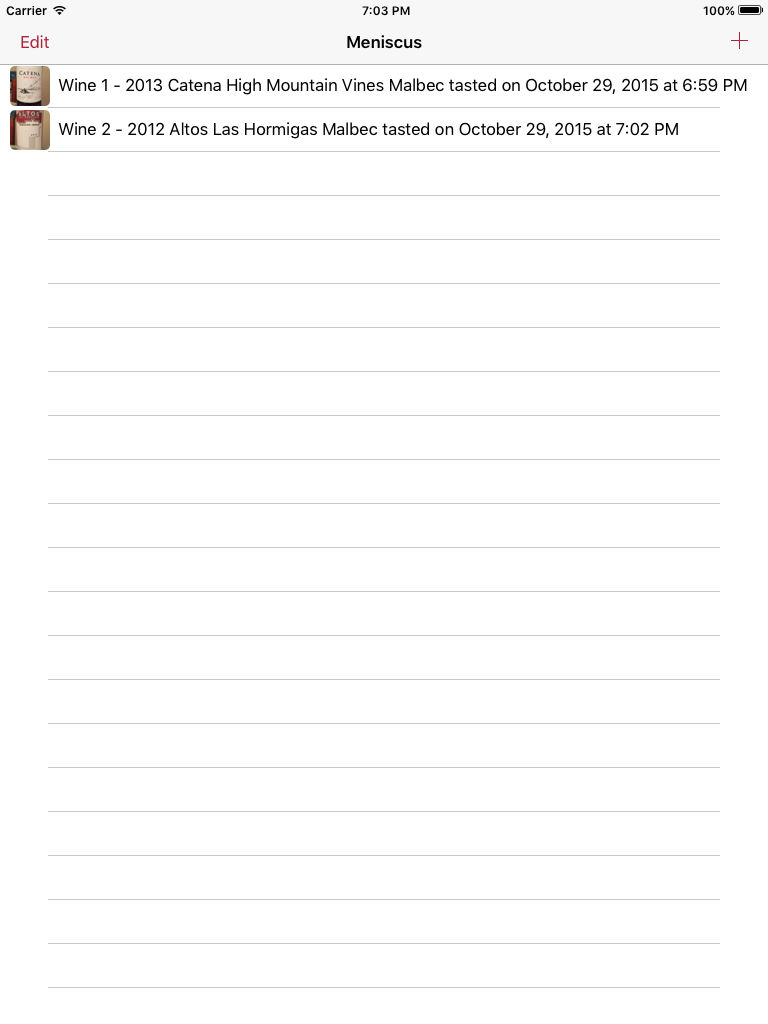 Carrier 7:03 PM 100%
Edit Meniscus +
CATENA
Wine 1 - 2013 Catena High Mountain Vines Malbec tasted on October 29, 2015 at 6:59 PM
ALTOS
Wine 2 - 2012 Altos Las Hormigas Malbec tasted on October 29, 2015 at 7:02 PM